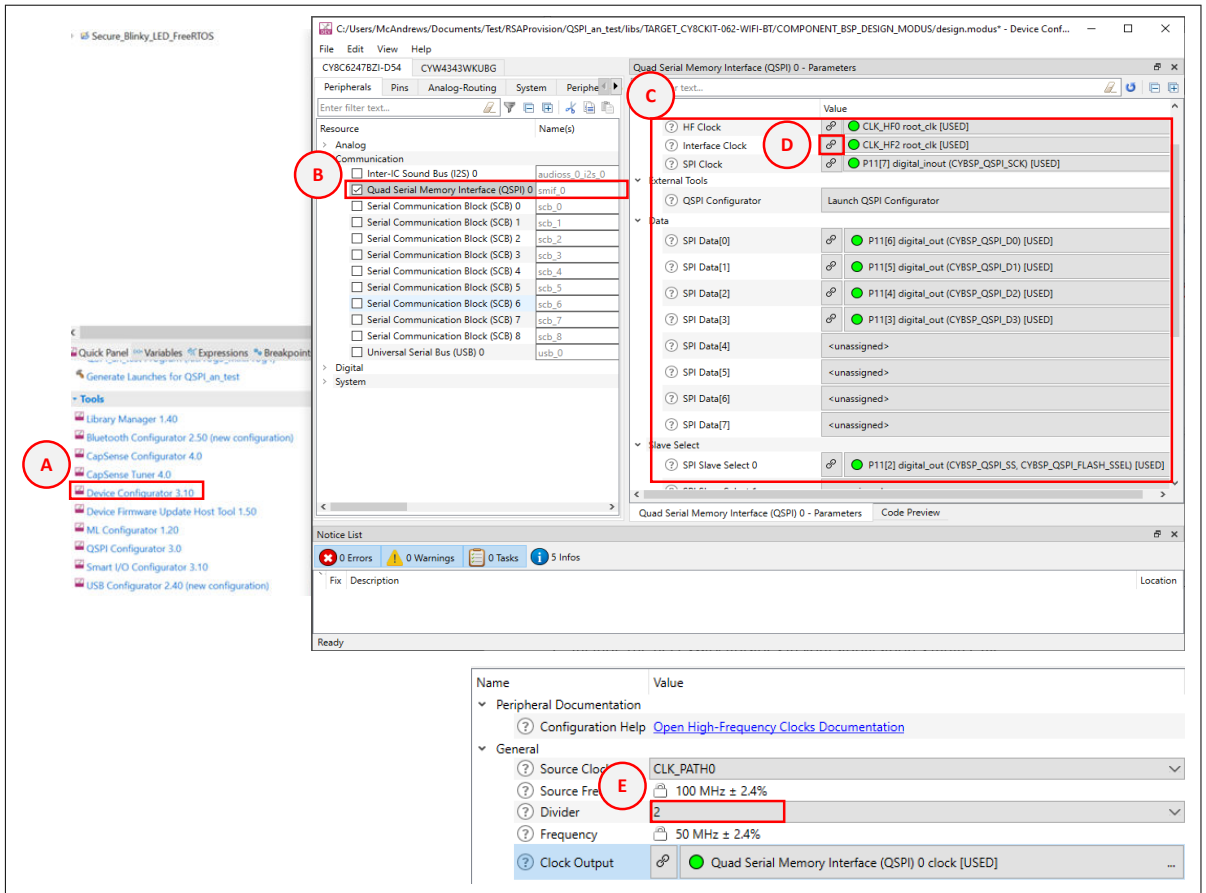 Secure_Blinky_LED_FreeRTOS
C:/Users/McAndrews/Documents/Test/RSAProvision/QSPI_an_test/libs/TARGET_CY8CKIT-062-WIFI-BT/COMPONENT_BSP_DESIGN_MODUS/design.modus* - Device Conf...
File Edit View Help
CY8C6247BZI-D54 CYW4343WKUBG
Peripherals Pins Analog-Routing System Periphe
Enter filter text...
Resource Name(s)
Analog
Communication
B
Inter-IC Sound Bus (I2S) 0 audioss_0_i2s_0
Quad Serial Memory Interface (QSPI) 0 smif_0
Serial Communication Block (SCB) 0 scb_0
Serial Communication Block (SCB) 1 scb_1
Serial Communication Block (SCB) 2 scb_2
Serial Communication Block (SCB) 3 scb_3
Serial Communication Block (SCB) 4 scb_4
Serial Communication Block (SCB) 5 scb_5
Serial Communication Block (SCB) 6 scb_6
Serial Communication Block (SCB) 7 scb_7
Serial Communication Block (SCB) 8 scb_8
Universal Serial Bus (USB) 0 usb_0
Digital
System
Quad Serial Memory Interface (QSPI) 0 - Parameters
C
r text...
Value
HF Clock CLK_HF0 root_clk [USED]
Interface Clock D CLK_HF2 root_clk [USED]
SPI Clock P11[7] digital_inout (CYBSP_QSPI_SCK) [USED]
External Tools
QSPI Configurator Launch QSPI Configurator
Data
SPI Data[0] P11[6] digital_out (CYBSP_QSPI_D0) [USED]
SPI Data[1] P11[5] digital_out (CYBSP_QSPI_D1) [USED]
SPI Data[2] P11[4] digital_out (CYBSP_QSPI_D2) [USED]
SPI Data[3] P11[3] digital_out (CYBSP_QSPI_D3) [USED]
SPI Data[4] <unassigned>
SPI Data[5] <unassigned>
SPI Data[6] <unassigned>
SPI Data[7] <unassigned>
Slave Select
SPI Slave Select 0 P11[2] digital_out (CYBSP_QSPI_SS, CYBSP_QSPI_FLASH_SSEL) [USED]
Quad Serial Memory Interface (QSPI) 0 - Parameters Code Preview
Quick Panel Variables Expressions Breakpoint
Generate Launches for QSPI_an_test
Tools
Library Manager 1.40
Bluetooth Configurator 2.50 (new configuration)
CapSense Configurator 4.0
A
CapSense Tuner 4.0
Device Configurator 3.10
Device Firmware Update Host Tool 1.50
ML Configurator 1.20
QSPI Configurator 3.0
Smart I/O Configurator 3.10
USB Configurator 2.40 (new configuration)
Notice List
0 Errors 0 Warnings 0 Tasks 5 Infos
Fix Description Location
Ready
Name Value
Peripheral Documentation
Configuration Help Open High-Frequency Clocks Documentation
General
Source Cloc CLK_PATH0
Source Fre E 100 MHz ± 2.4%
Divider 2
Frequency 50 MHz ± 2.4%
Clock Output Quad Serial Memory Interface (QSPI) 0 clock [USED] ...